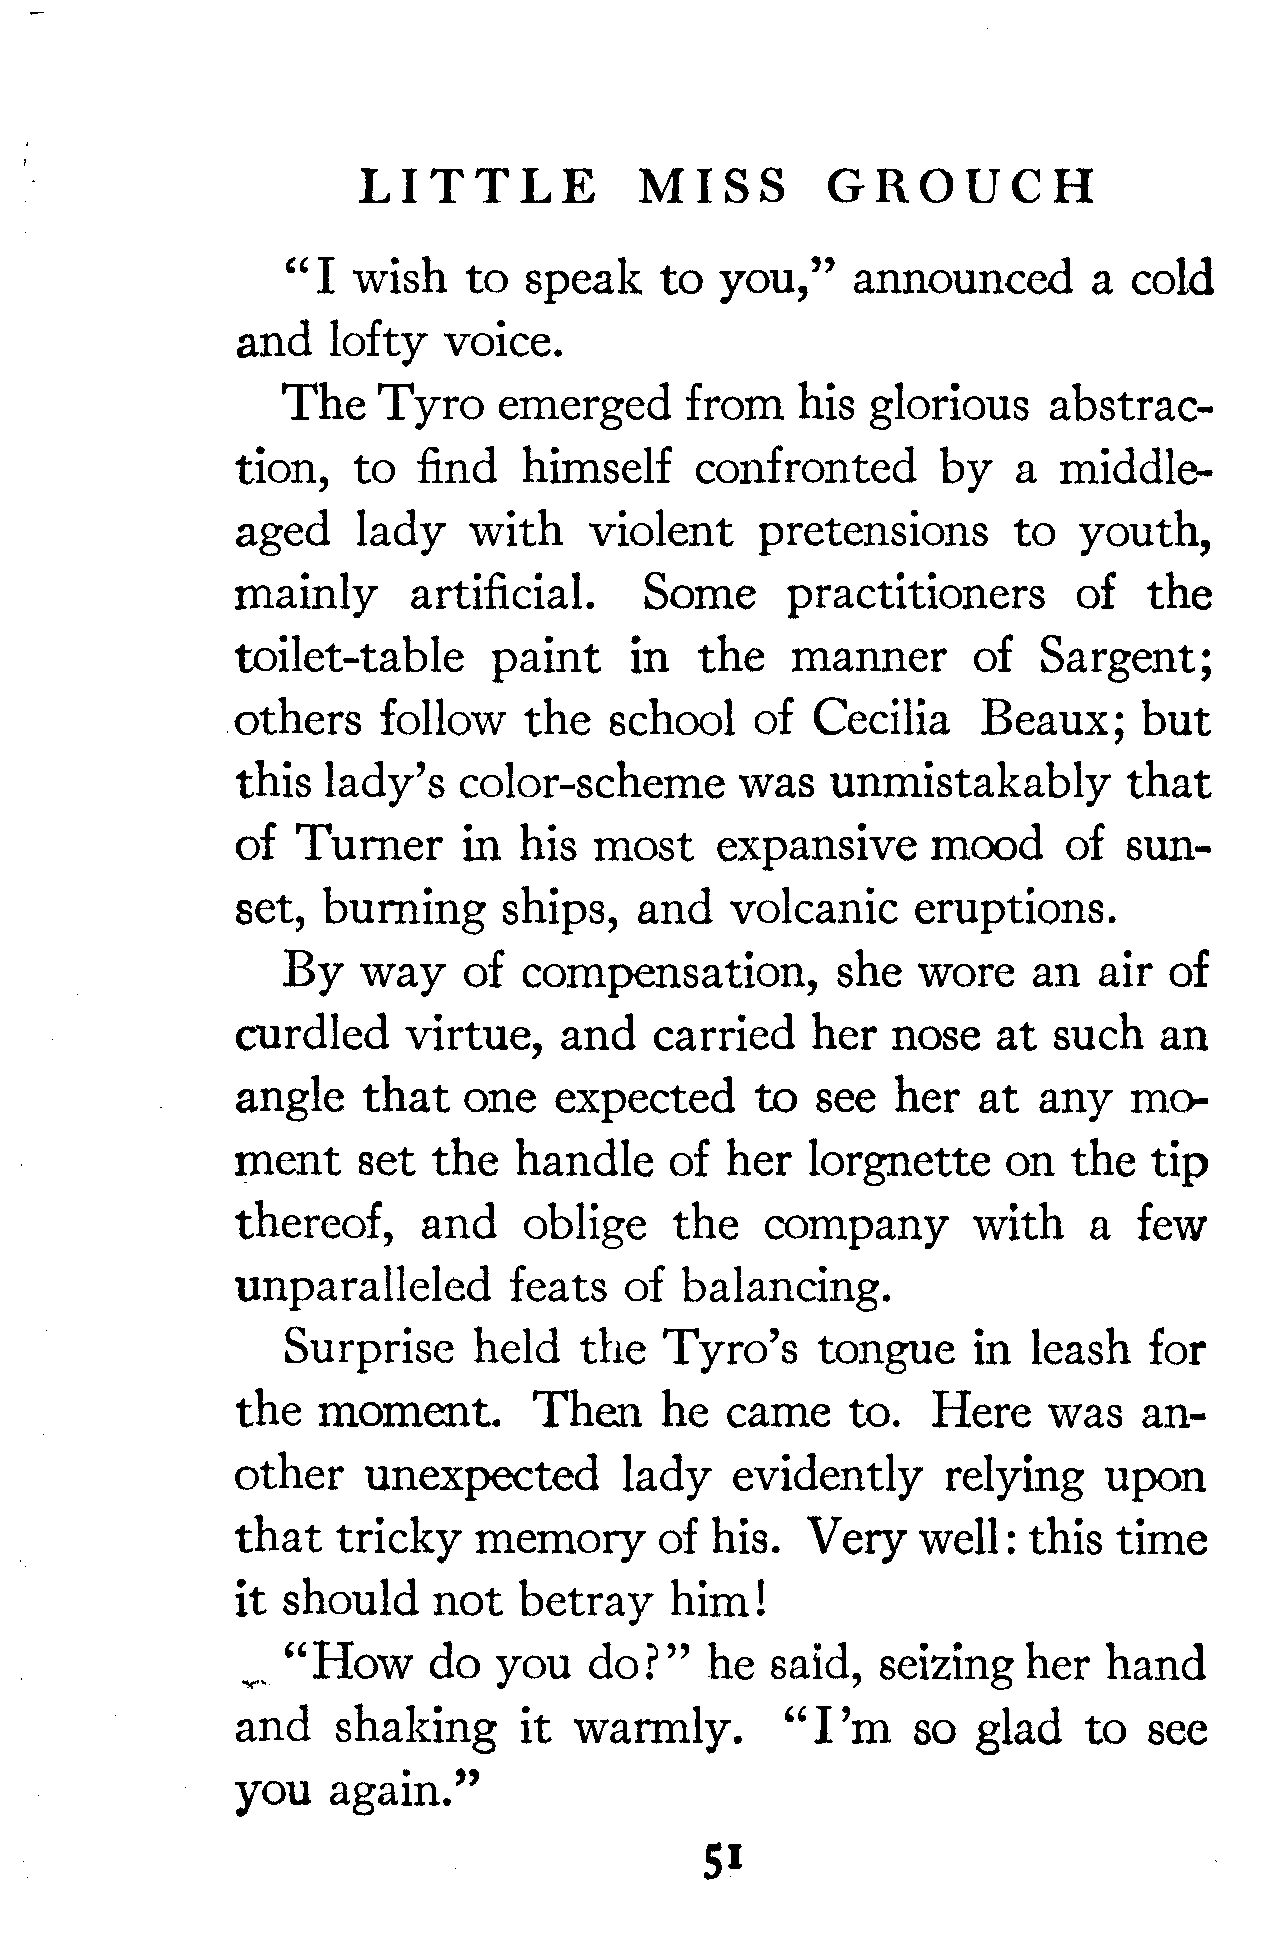 LITTLE MISS GROUCH
“I wish to speak to you,” announced a cold
and lofty voice.
The Tyro emerged from his glorious abstrac-
tion, to find himself confronted by a middle-
aged lady with violent pretensions to youth,
mainly artificial. Some practitioners of the
toilet-table paint in the manner of Sargent;
others follow the school of Cecilia Beaux; but
this lady’s color-scheme was unmistakably that
of Turner in his most expansive mood of sun-
set, burning ships, and volcanic eruptions.
By way of compensation, she wore an air of
curdled virtue, and carried her nose at such an
angle that one expected to see her at any mo-
ment set the handle of her lorgnette on the tip
thereof, and oblige the company with a few
unparalleled feats of balancing.
Surprise held the Tyro’s tongue in leash for
the moment. Then he came to. Here was an-
other unexpected lady evidently relying upon
that tricky memory of his. Very well: this time
it should not betray him!
“How do you do?” he said, seizing her hand
and shaking it warmly. “I’m so glad to see
you again.”
51